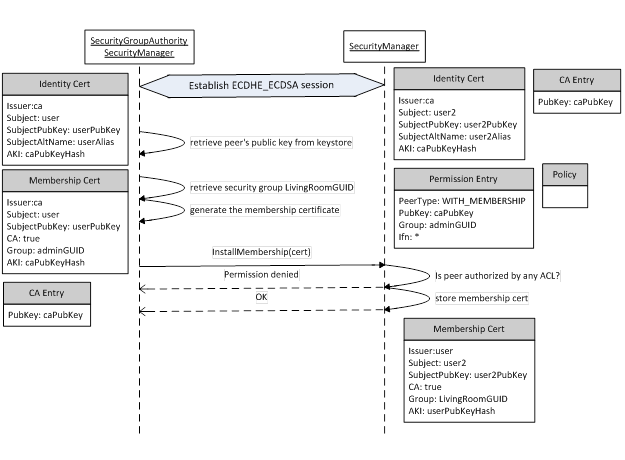 SecurityGroupAuthority
SecurityManager
SecurityManager
Identity Cert
Issuer:ca
Subject: user
SubjectPubKey: userPubKey
SubjectAltName: userAlias
AKI: caPubKeyHash
Establish ECDHE_ECDSA session
Identity Cert
Issuer:ca
Subject: user2
SubjectPubKey: user2PubKey
SubjectAltName: user2Alias
AKI: caPubKeyHash
CA Entry
PubKey: caPubKey
retrieve peer's public key from keystore
Membership Cert
Issuer:ca
Subject: user
SubjectPubKey: userPubKey
CA: true
Group: adminGUID
AKI: caPubKeyHash
retrieve security group LivingRoomGUID
generate the membership certificate
Permission Entry
PeerType: WITH_MEMBERSHIP
PubKey: caPubKey
Group: adminGUID
Ifn: *
Policy
InstallMembership(cert)
Permission denied
Is peer authorized by any ACL?
CA Entry
PubKey: caPubKey
OK
store membership cert
Membership Cert
Issuer:user
Subject: user2
SubjectPubKey: user2PubKey
CA: true
Group: LivingRoomGUID
AKI: userPubKeyHash